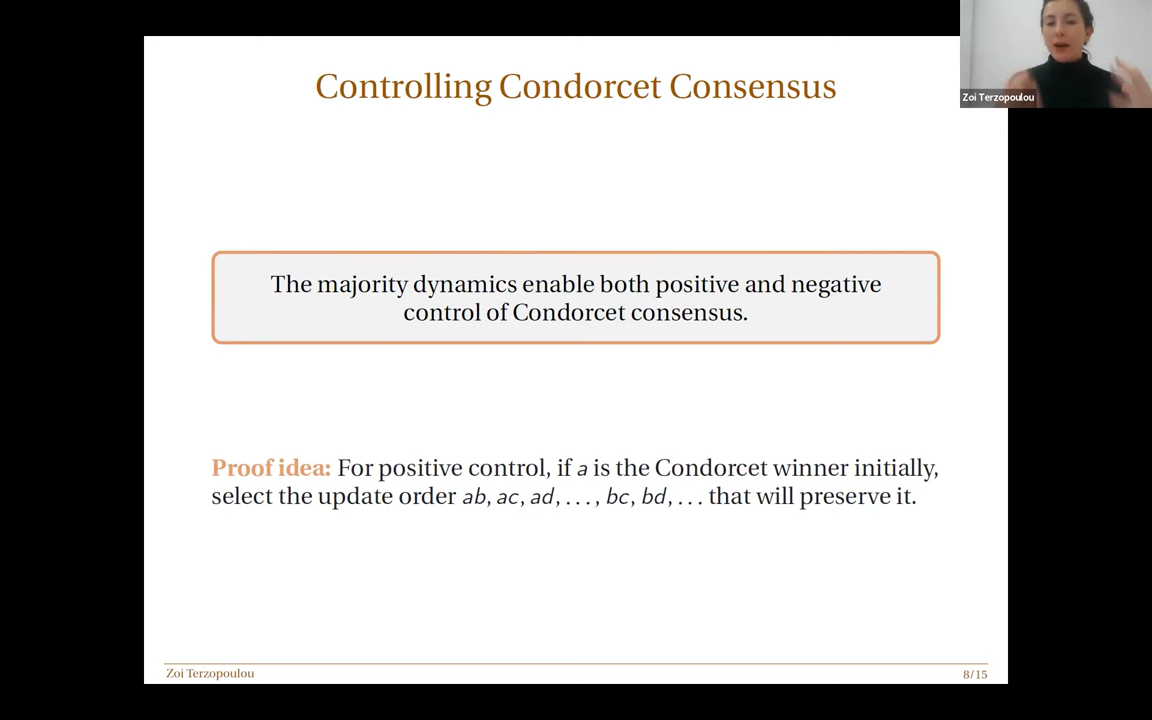 Controlling Condorcet Consensus
Zoi Terzopoulou
The majority dynamics enable both positive and negative
control of Condorcet consensus.
Proof idea: For positive control, if a is the Condorcet winner initially,
select the update order ab, ac, ad, . . . , bc, bd, . . . that will preserve it.
Zoi Terzopoulou
8/15